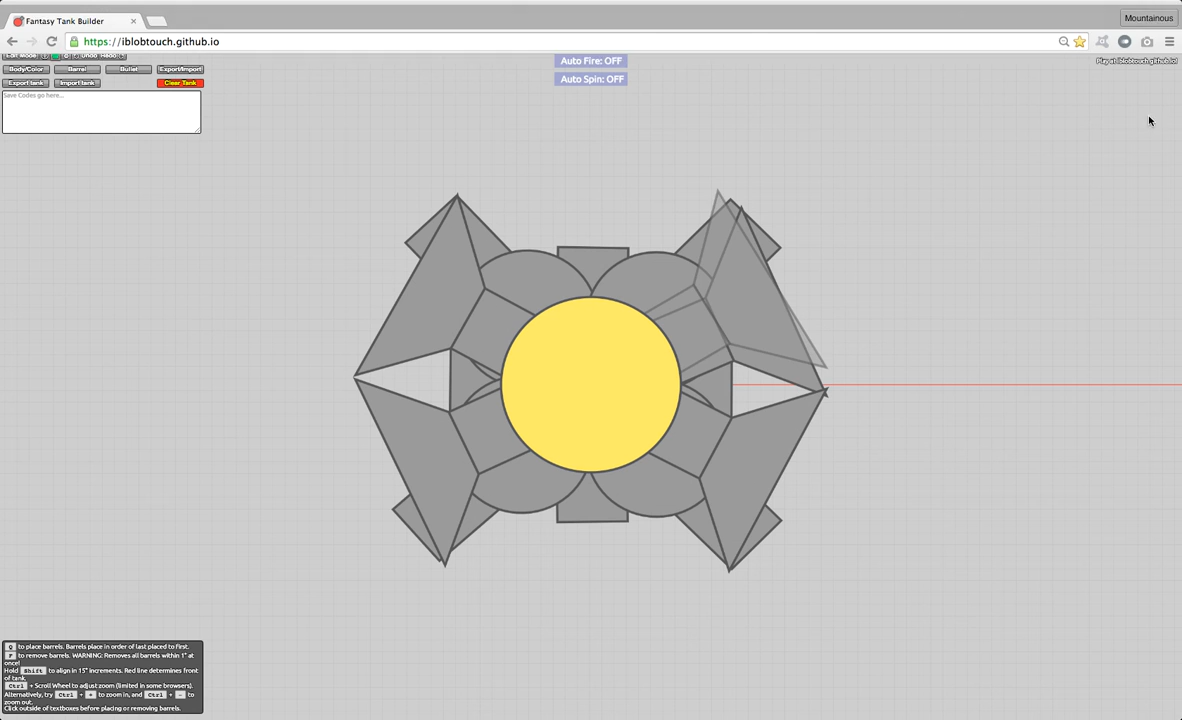 Fantasy Tank Builder
Mountainous
https://iblobtouch.github.io
Auto Fire: OFF
Auto Spin: OFF
Play at iblobtouch.github.io!
Body/Color Barrel Bullet Export/Import
Export tank Import tank Clear Tank
Save Codes go here...
Q to place barrels. Barrels place in order of last placed to first.
F to remove barrels. WARNING: Removes all barrels within 1° at
once!
Hold Shift to align in 15° increments. Red line determines front
of tank.
Ctrl + Scroll Wheel to adjust zoom (limited in some browsers).
Alternatively, try Ctrl + + to zoom in, and Ctrl + - to
zoom out.
Click outside of textboxes before placing or removing barrels.